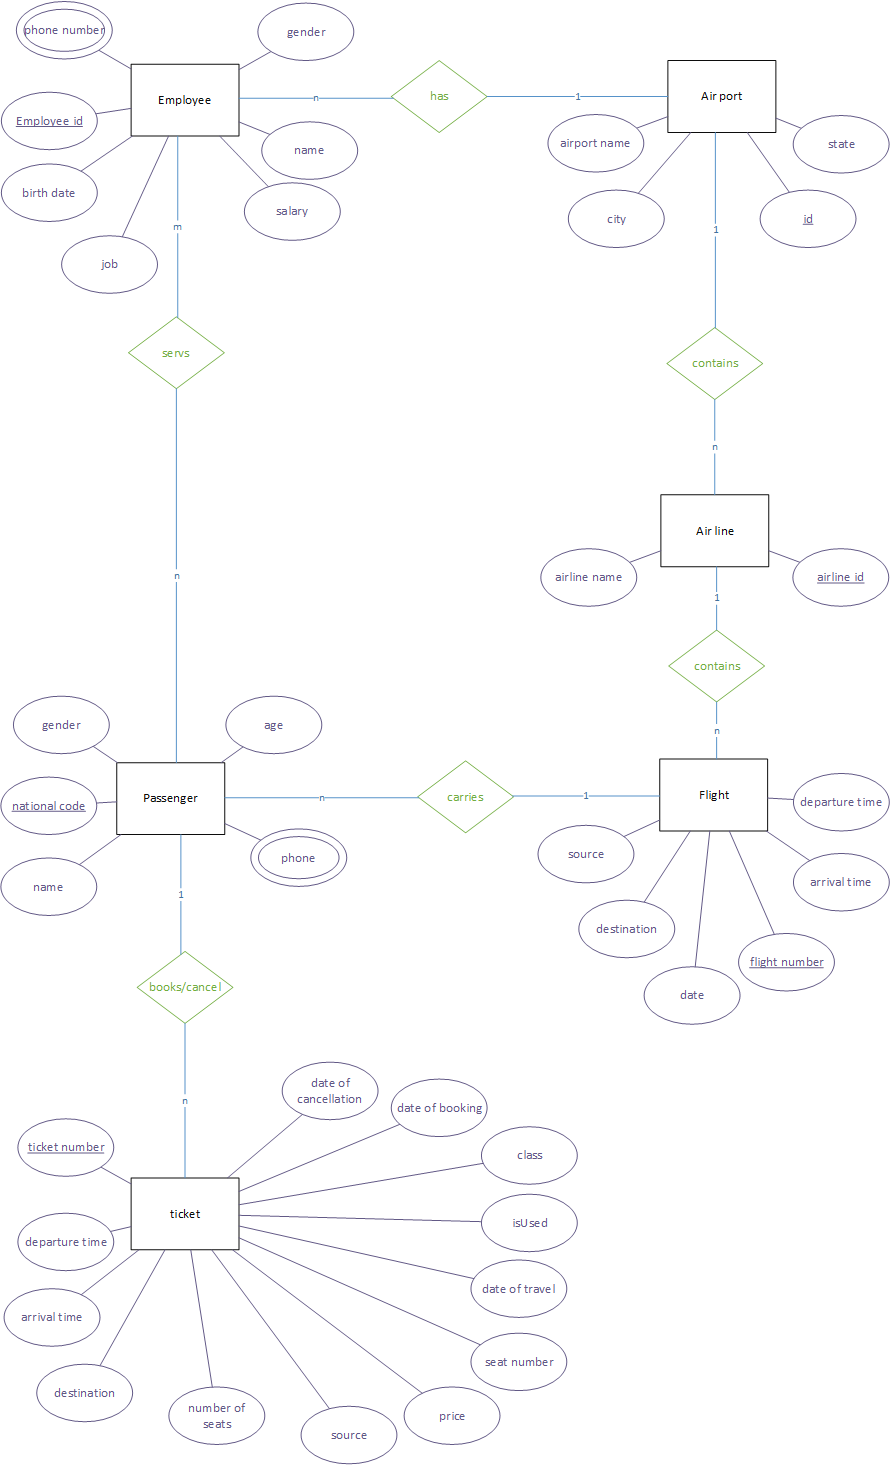 phone number
gender
Employee
n
has
1
Air port
Employee id
name
airport name
state
birth date
salary
city
id
m
1
job
servs
contains
n
Air line
airline name
airline id
n
1
contains
gender
age
n
Passenger
n
carries
1
Flight
departure time
national code
source
phone
name
1
arrival time
destination
flight number
books/cancel
date
date of
cancellation
n
date of booking
ticket number
class
ticket
isUsed
departure time
date of travel
arrival time
seat number
destination
number of
seats
price
source